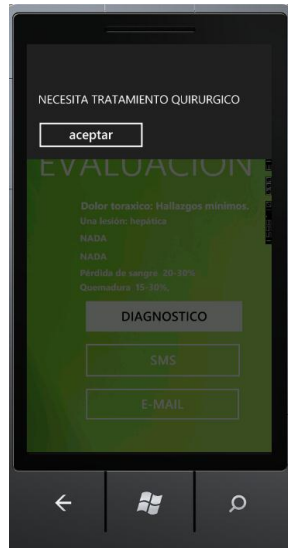 NECESITA TRATAMIENTO QUIRURGICO
aceptar
EVALUACION
Dolor toraxico: Hallazgos mínimos.
Una lesión: hepática
NADA
NADA
Pérdida de sangre 20-30%
Quemadura 15-30%
DIAGNOSTICO
SMS
E-MAIL